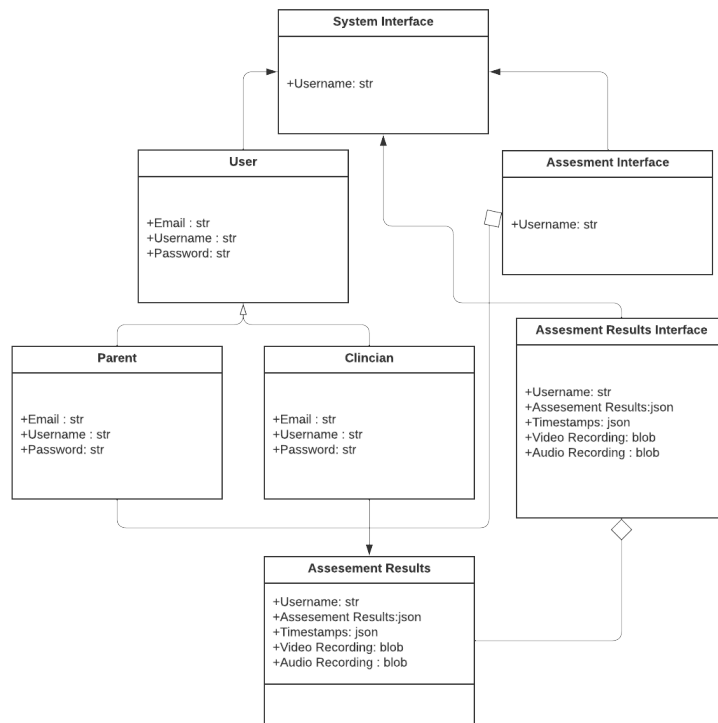 System Interface
+Username: str
User
+Email : str
+Username : str
+Password: str
Assesment Interface
+Username: str
Parent
+Email : str
+Username : str
+Password: str
Clincian
+Email : str
+Username : str
+Password: str
Assesment Results Interface
+Username: str
+Assesement Results:json
+Timestamps: json
+Video Recording: blob
+Audio Recording : blob
Assesement Results
+Username: str
+Assesement Results:json
+Timestamps: json
+Video Recording: blob
+Audio Recording : blob